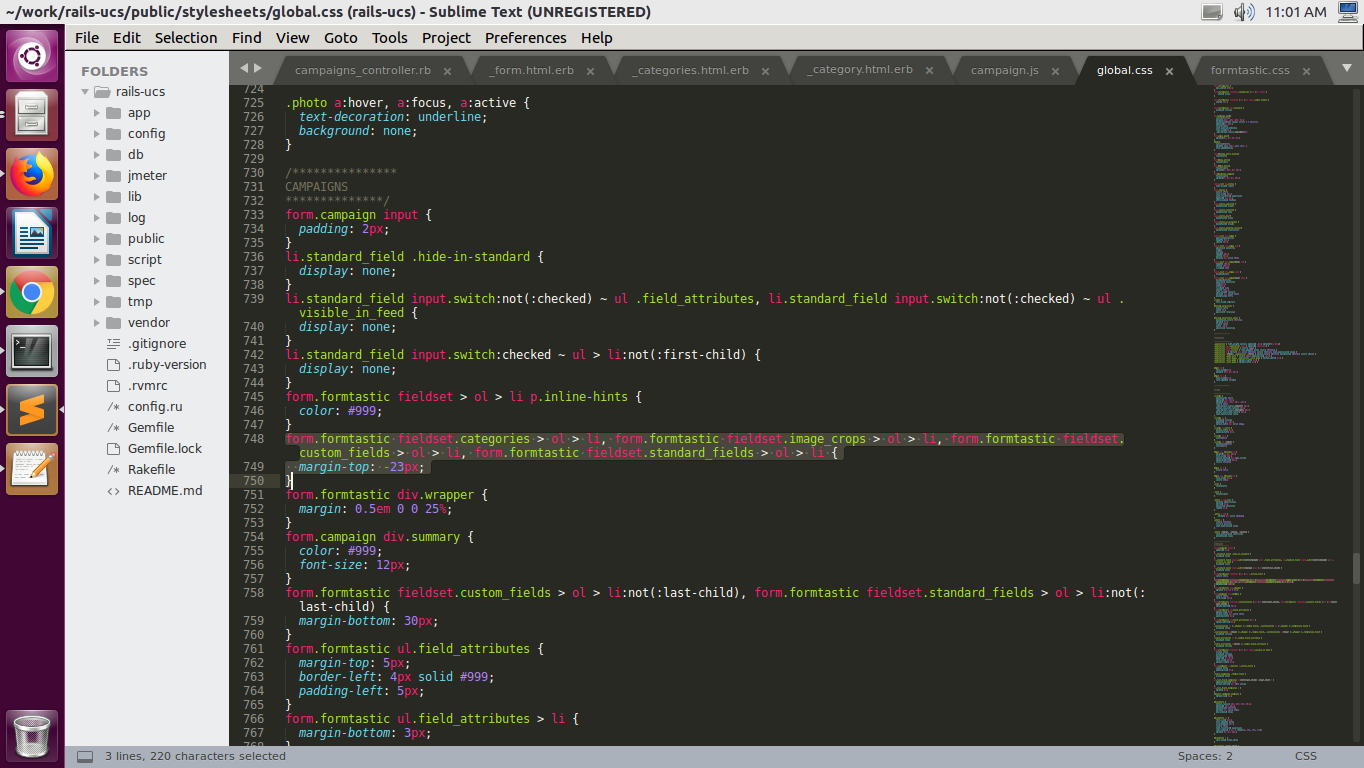 ~/work/rails-ucs/public/stylesheets/global.css (rails-ucs) - Sublime Text (UNREGISTERED)
11:01 AM
File Edit Selection Find View Goto Tools Project Preferences Help
FOLDERS
rails-ucs
app
config
db
jmeter
lib
log
public
script
spec
tmp
vendor
.gitignore
.ruby-version
.rvmrc
config.ru
Gemfile
Gemfile.lock
Rakefile
README.md
campaigns_controller.rb × _form.html.erb × _categories.html.erb × _category.html.erb × campaign.js × global.css × formtastic.css ×
724
725 .photo a:hover, a:focus, a:active {
726 text-decoration: underline;
727 background: none;
728 }
729
730 /***************
731 CAMPAIGNS
732 **************/
733 form.campaign input {
734 padding: 2px;
735 }
736 li.standard_field .hide-in-standard {
737 display: none;
738 }
739 li.standard_field input.switch:not(:checked) ~ ul .field_attributes, li.standard_field input.switch:not(:checked) ~ ul .
visible_in_feed {
740 display: none;
741 }
742 li.standard_field input.switch:checked ~ ul > li:not(:first-child) {
743 display: none;
744 }
745 form.formtastic fieldset > ol > li p.inline-hints {
746 color: #999;
747 }
748 form.formtastic fieldset.categories > ol > li, form.formtastic fieldset.image_crops > ol > li, form.formtastic fieldset.
custom_fields > ol > li, form.formtastic fieldset.standard_fields > ol > li {
749 margin-top: -23px;
750 }
751 form.formtastic div.wrapper {
752 margin: 0.5em 0 0 25%;
753 }
754 form.campaign div.summary {
755 color: #999;
756 font-size: 12px;
757 }
758 form.formtastic fieldset.custom_fields > ol > li:not(:last-child), form.formtastic fieldset.standard_fields > ol > li:not(:
last-child) {
759 margin-bottom: 30px;
760 }
761 form.formtastic ul.field_attributes {
762 margin-top: 5px;
763 border-left: 4px solid #999;
764 padding-left: 5px;
765 }
766 form.formtastic ul.field_attributes > li {
767 margin-bottom: 3px;
768 }
3 lines, 220 characters selected
Spaces: 2 CSS